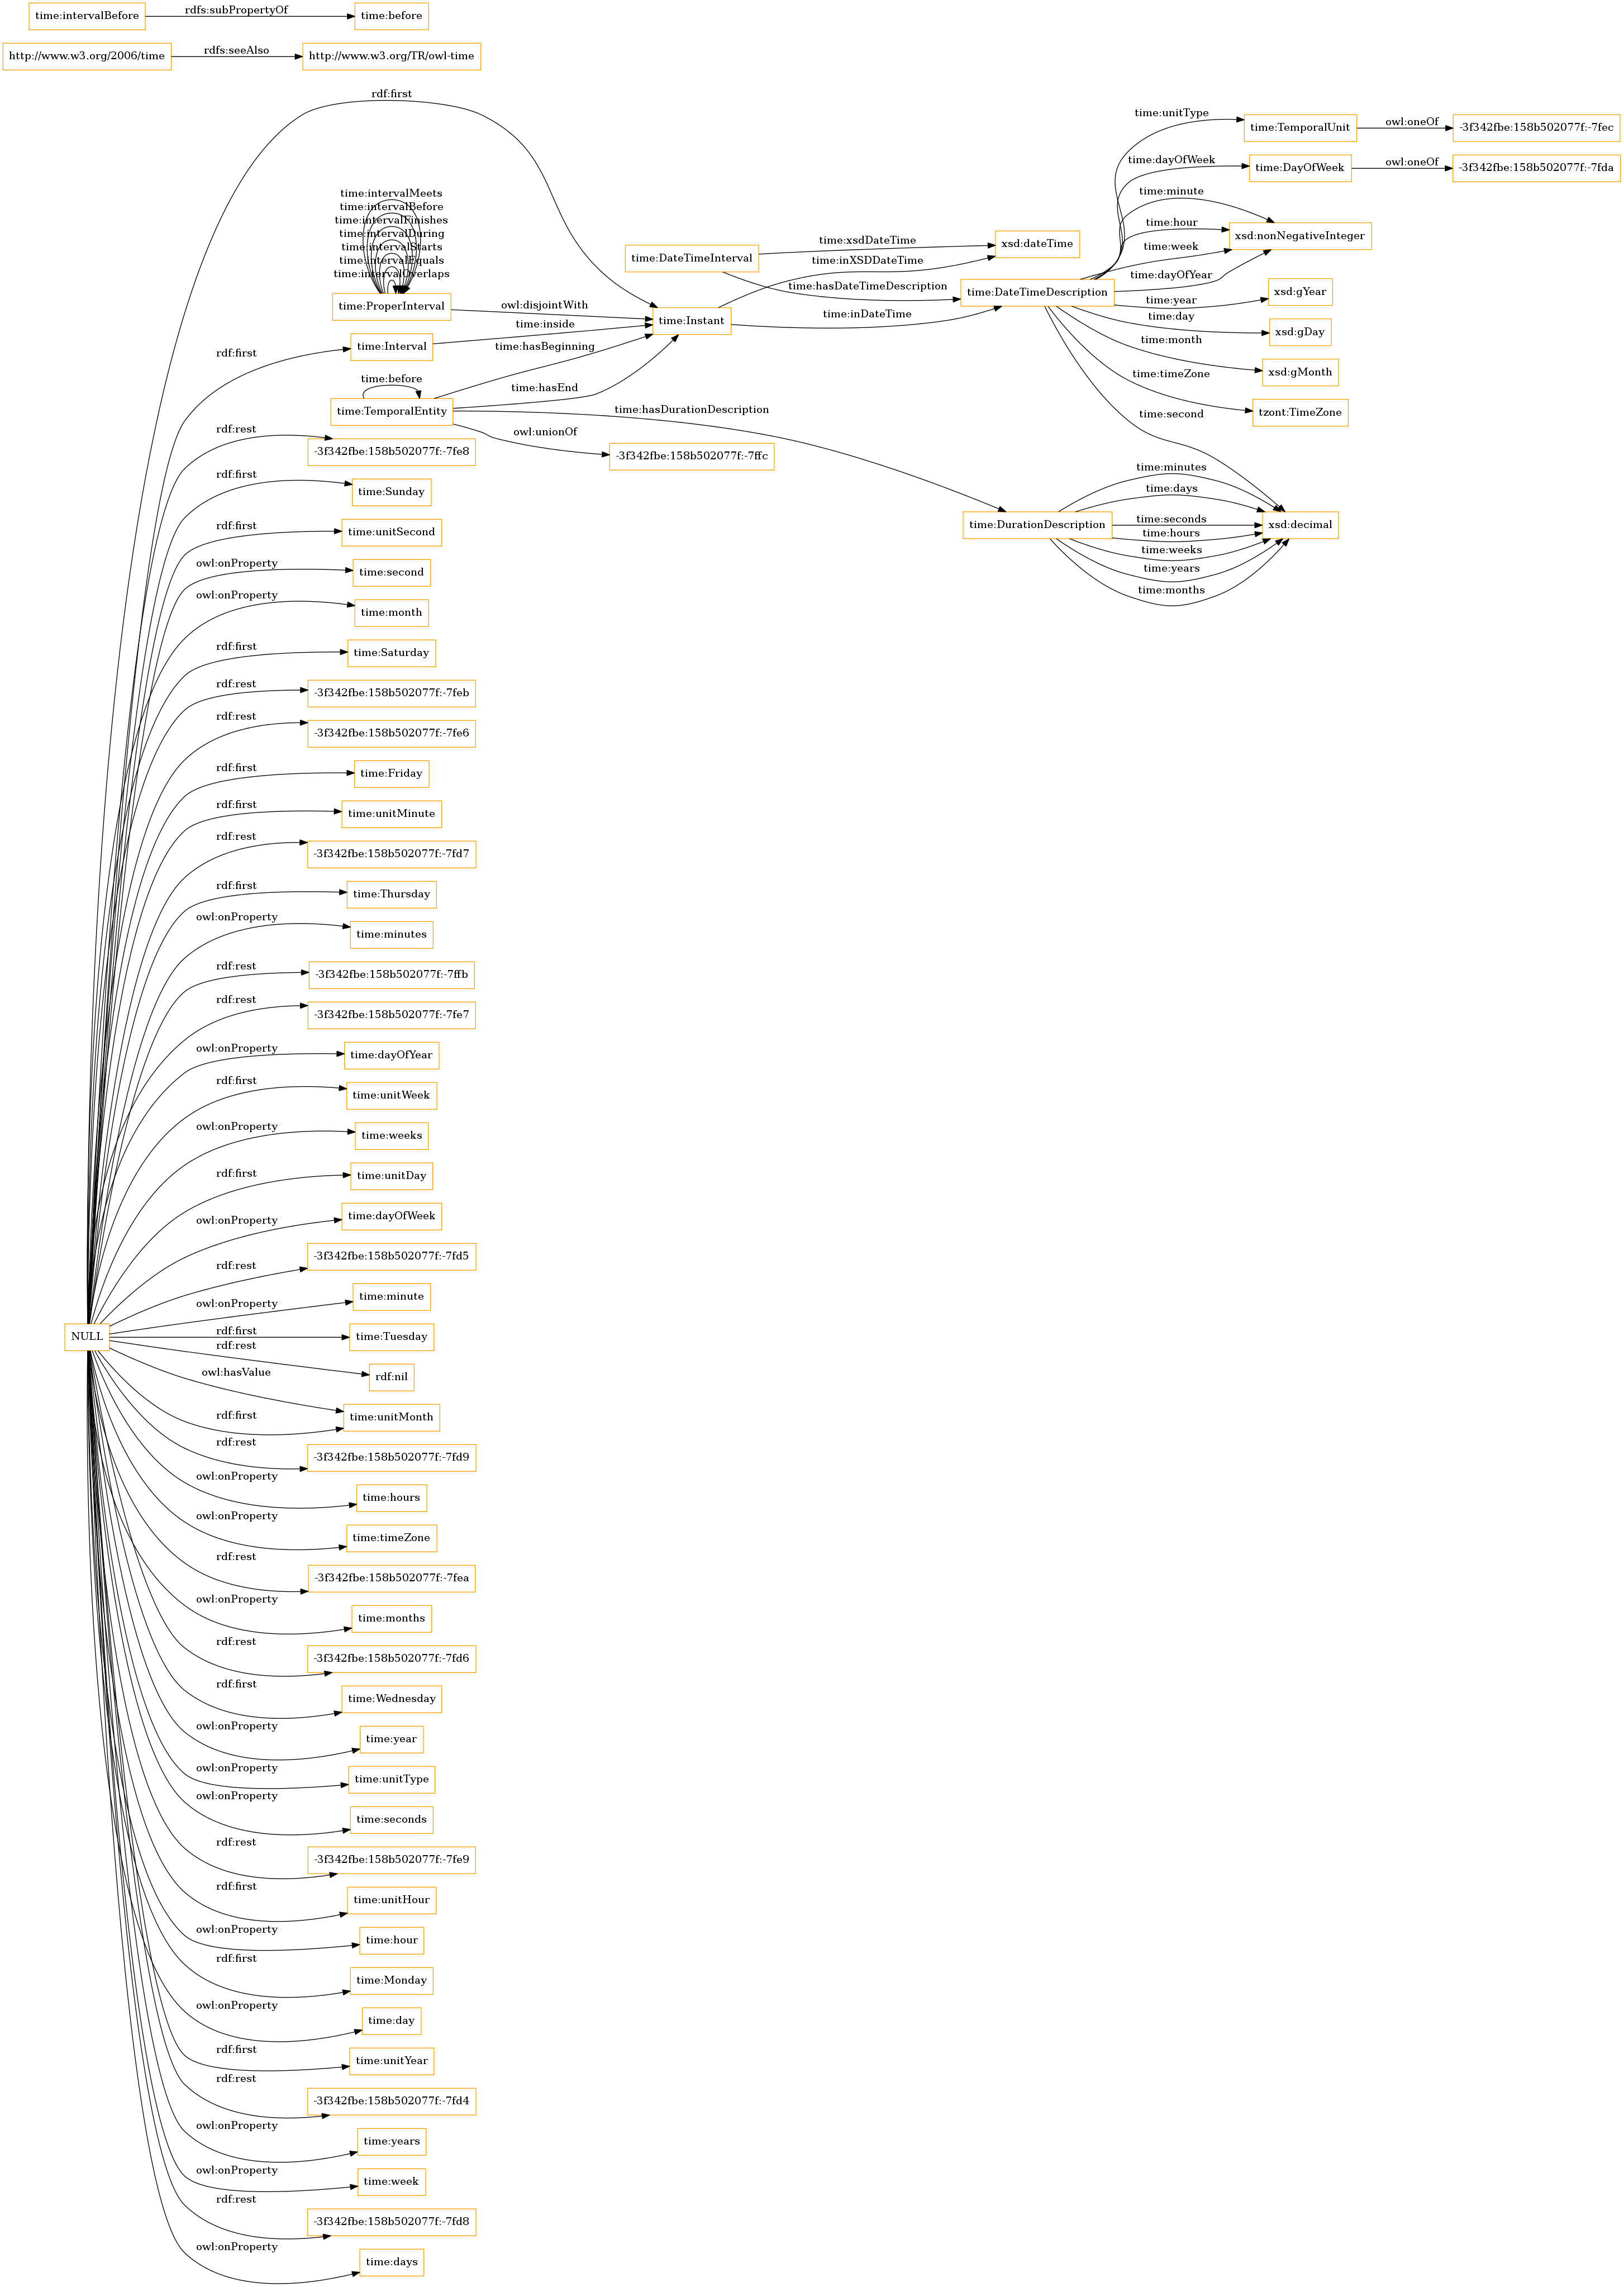 time:intervalBefore
rdfs:subPropertyOf
time:before
http://www.w3.org/2006/time
rdfs:seeAlso
http://www.w3.org/TR/owl-time
rdf:first
time:intervalMeets
time:intervalBefore
time:intervalFinishes
time:intervalDuring
time:intervalStarts
time:intervalEquals
time:intervalOverlaps
time:ProperInterval
owl:disjointWith
time:Instant
rdf:first
time:Interval
time:inside
time:hasBeginning
time:before
time:TemporalEntity
time:hasEnd
time:hasDurationDescription
owl:unionOf
-3f342fbe:158b502077f:-7ffc
time:DateTimeInterval
time:xsdDateTime
xsd:dateTime
time:inXSDDateTime
time:hasDateTimeDescription
time:inDateTime
time:DateTimeDescription
time:unitType
time:TemporalUnit
owl:oneOf
-3f342fbe:158b502077f:-7fec
time:dayOfWeek
time:DayOfWeek
owl:oneOf
-3f342fbe:158b502077f:-7fda
time:minute
time:hour
time:week
time:dayOfYear
xsd:nonNegativeInteger
time:year
xsd:gYear
time:day
xsd:gDay
time:month
xsd:gMonth
time:timeZone
tzont:TimeZone
time:second
time:DurationDescription
time:minutes
time:days
time:seconds
time:hours
time:weeks
time:years
time:months
xsd:decimal
NULL
rdf:rest
-3f342fbe:158b502077f:-7fe8
rdf:first
time:Sunday
rdf:first
time:unitSecond
owl:onProperty
time:second
owl:onProperty
time:month
rdf:first
time:Saturday
rdf:rest
-3f342fbe:158b502077f:-7feb
rdf:rest
-3f342fbe:158b502077f:-7fe6
rdf:first
time:Friday
rdf:first
time:unitMinute
rdf:rest
-3f342fbe:158b502077f:-7fd7
rdf:first
time:Thursday
owl:onProperty
time:minutes
rdf:rest
-3f342fbe:158b502077f:-7ffb
rdf:rest
-3f342fbe:158b502077f:-7fe7
owl:onProperty
time:dayOfYear
rdf:first
time:unitWeek
owl:onProperty
time:weeks
rdf:first
time:unitDay
owl:onProperty
time:dayOfWeek
rdf:rest
-3f342fbe:158b502077f:-7fd5
owl:onProperty
time:minute
rdf:first
time:Tuesday
rdf:rest
rdf:nil
owl:hasValue
time:unitMonth
rdf:first
rdf:rest
-3f342fbe:158b502077f:-7fd9
owl:onProperty
time:hours
owl:onProperty
time:timeZone
rdf:rest
-3f342fbe:158b502077f:-7fea
owl:onProperty
time:months
rdf:rest
-3f342fbe:158b502077f:-7fd6
rdf:first
time:Wednesday
owl:onProperty
time:year
owl:onProperty
time:unitType
owl:onProperty
time:seconds
rdf:rest
-3f342fbe:158b502077f:-7fe9
rdf:first
time:unitHour
owl:onProperty
time:hour
rdf:first
time:Monday
owl:onProperty
time:day
rdf:first
time:unitYear
rdf:rest
-3f342fbe:158b502077f:-7fd4
owl:onProperty
time:years
owl:onProperty
time:week
rdf:rest
-3f342fbe:158b502077f:-7fd8
owl:onProperty
time:days